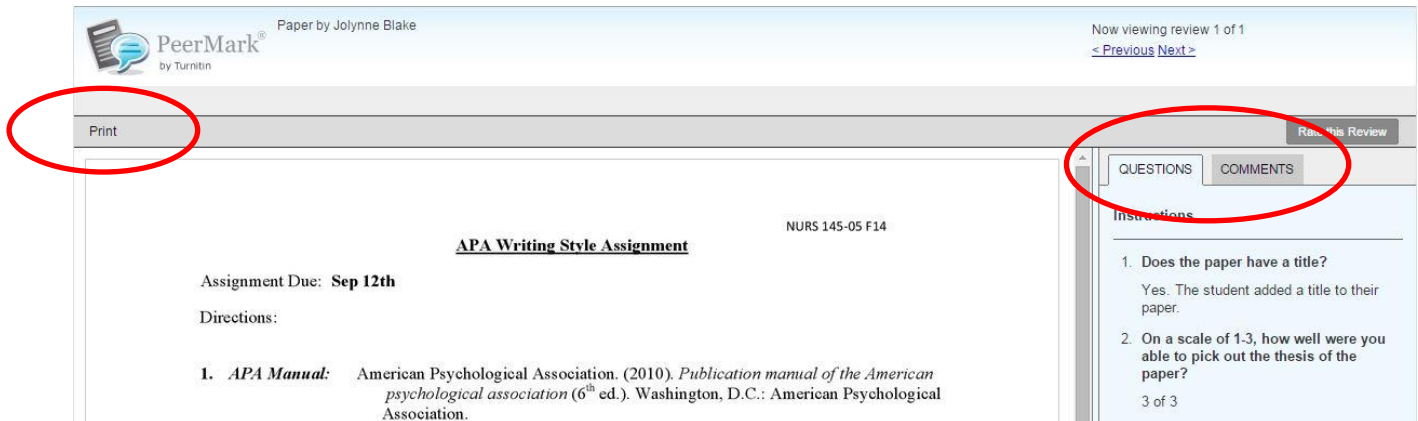 Paper by Jolynne Blake
PeerMark®
by Turnitin
Now viewing review 1 of 1
< Previous Next >
Print
Rate this Review
NURS 145-05 F14
APA Writing Style Assignment
Assignment Due: Sep 12th
Directions:
1. APA Manual: American Psychological Association. (2010). Publication manual of the American
psychological association (6th ed.). Washington, D.C.: American Psychological
Association.
QUESTIONS COMMENTS
Instructions
1. Does the paper have a title?
Yes. The student added a title to their
paper.
2. On a scale of 1-3, how well were you
able to pick out the thesis of the
paper?
3 of 3